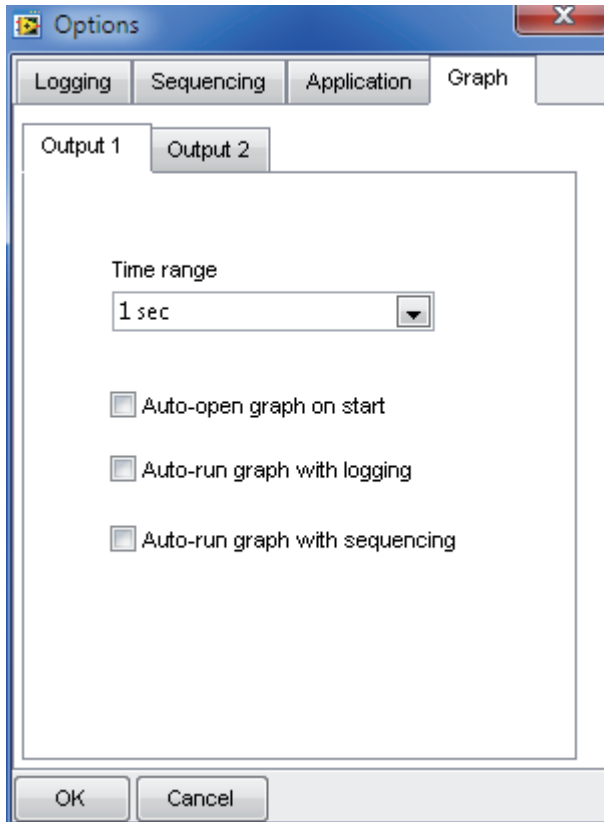 Options
Logging Sequencing Application Graph
Output 1 Output 2
Time range
1 sec
Auto-open graph on start
Auto-run graph with logging
Auto-run graph with sequencing
OK Cancel